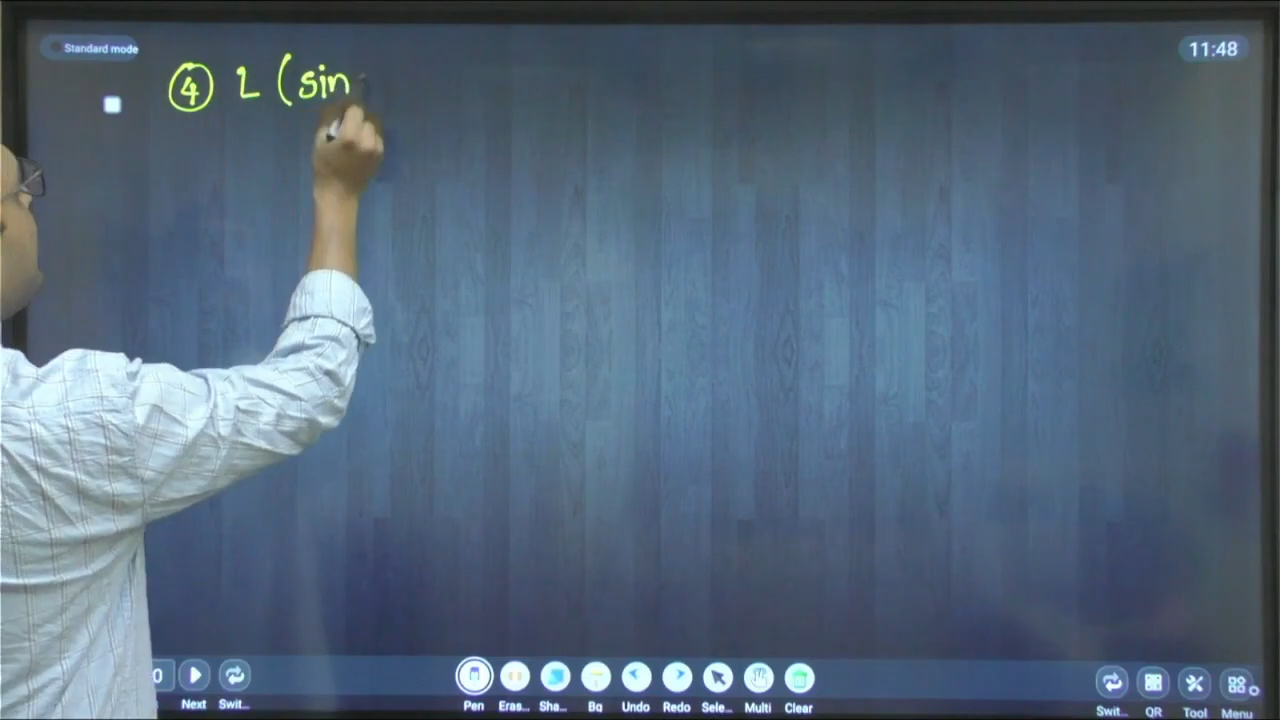 Standard mode
11:48
④ L (sin
0
Next
Swit...
Pen
Eras...
Sha...
Bg
Undo
Redo
Sele...
Multi
Clear
Swit...
QR
Tool
Menu